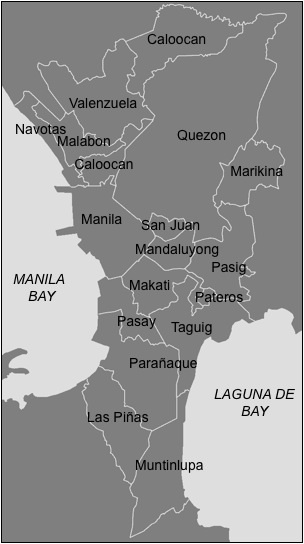 Caloocan
Valenzuela
Navotas
Quezon
Malabon
Caloocan
Marikina
Manila
San Juan
Mandaluyong
Pasig
MANILA
BAY
Makati
Pateros
Pasay
Taguig
Parañaque
LAGUNA DE
BAY
Las Piñas
Muntinlupa